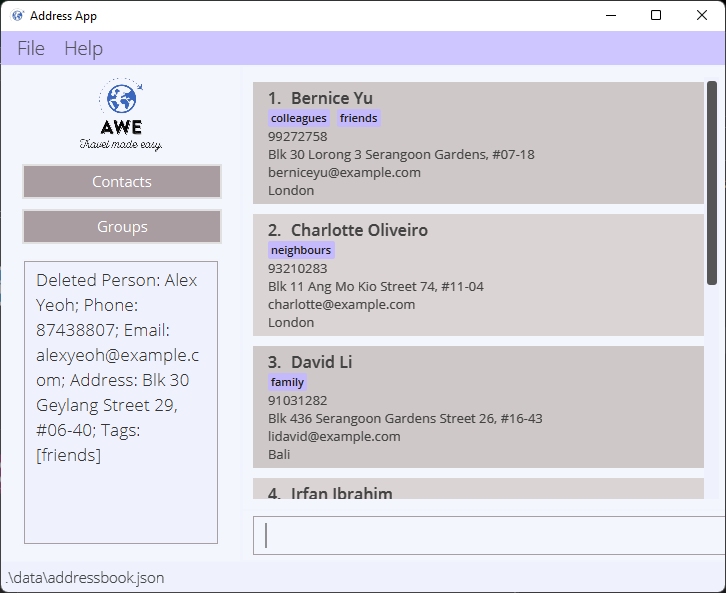 Address App
File Help
AWE
Travel made easy.
Contacts
Groups
Deleted Person: Alex
Yeoh; Phone:
87438807; Email:
alexyeoh@example.c
om; Address: Blk 30
Geylang Street 29,
#06-40; Tags:
[friends]
1. Bernice Yu
colleagues friends
99272758
Blk 30 Lorong 3 Serangoon Gardens, #07-18
berniceyu@example.com
London
2. Charlotte Oliveiro
neighbours
93210283
Blk 11 Ang Mo Kio Street 74, #11-04
charlotte@example.com
London
3. David Li
family
91031282
Blk 436 Serangoon Gardens Street 26, #16-43
lidavid@example.com
Bali
4. Irfan Ibrahim
.\data\addressbook.json